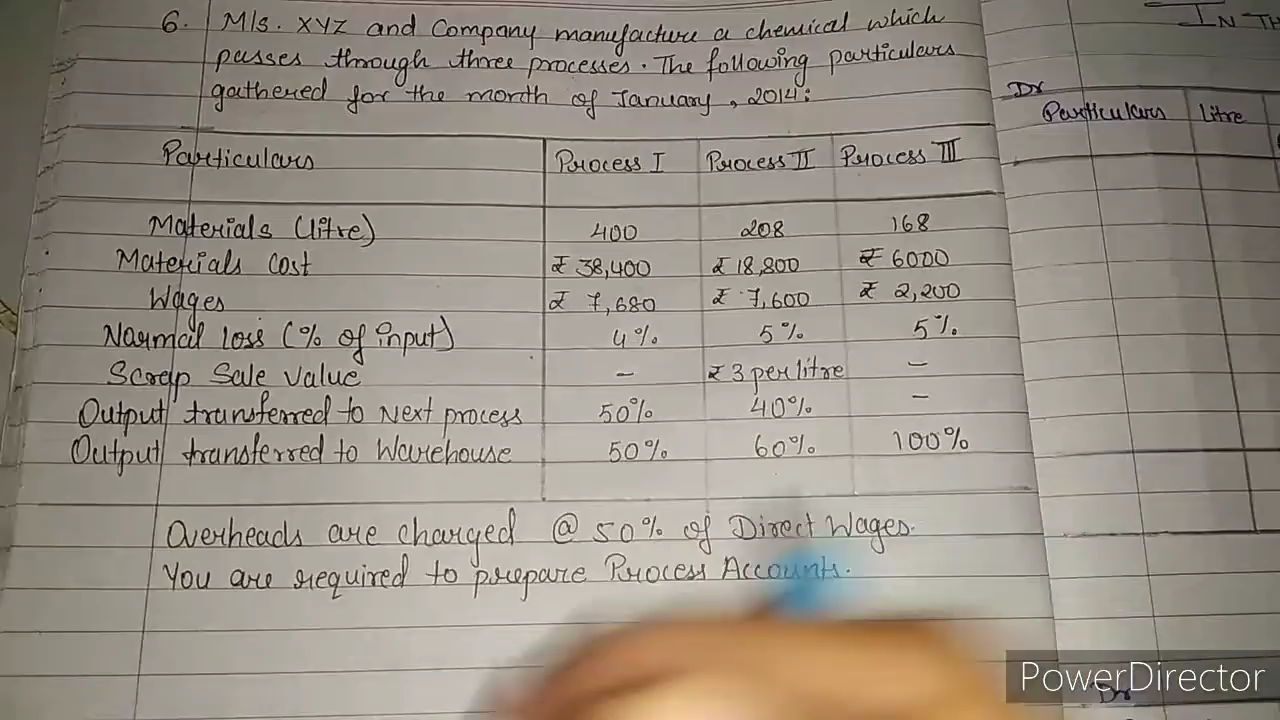 6. M/s. XYZ and Company manufacture a chemical which
passes through three processes. The following particulars
gathered for the month of January, 2014:
Particulars Process I Process II Process III
Materials (litre) 400 208 168
Materials Cost ₹ 38,400 ₹ 18,800 ₹ 6000
Wages ₹ 7,680 ₹ 7,600 ₹ 2,200
Normal loss (% of input) 4% 5% 5%
Scrap Sale Value - ₹ 3 per litre -
Output transferred to Next process 50% 40% -
Output transferred to Warehouse 50% 60% 100%
Overheads are charged @ 50% of Direct Wages.
You are required to prepare Process Accounts.
IN TH
Dr
Particulars Litre
Dr
PowerDirector